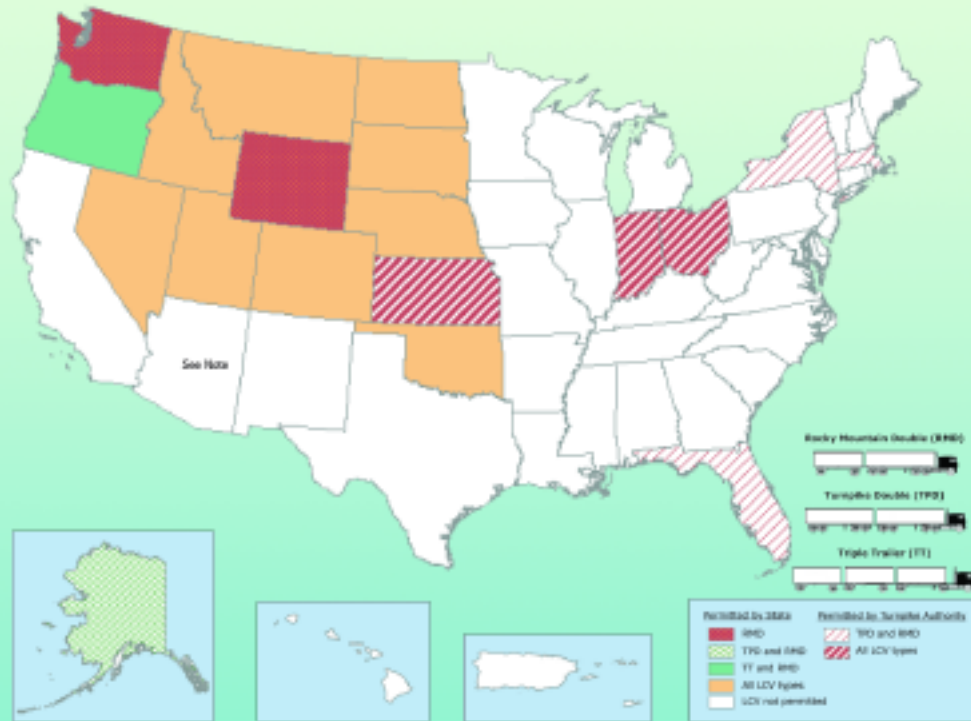 See Note
Rocky Mountain Double (RMD)
Turnpike Double (TPD)
Triple Trailer (TT)
Permitted by State
RMD
TPD and RMD
TT and RMD
All LCV types
LCV not permitted
Permitted by Turnpike Authority
TPD and RMD
All LCV types